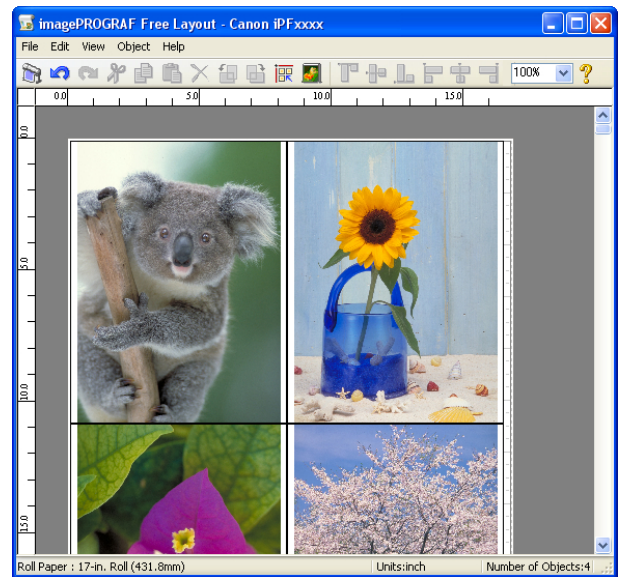 imagePROGRAF Free Layout - Canon iPFxxxx
File Edit View Object Help
100%
0.0 5.0 10.0 15.0
0.0
5.0
10.0
15.0
Roll Paper : 17-in. Roll (431.8mm) Units:inch Number of Objects:4